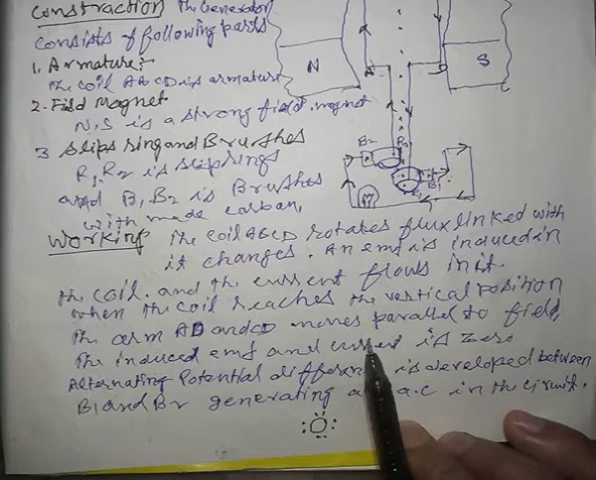 Construction The Generator
Consists of following parts
1. Armature:-
The coil ABCD is armature
2. Fild Magnet
N.S is a strong field magnet
3 Slips ring and Brushes
R1, R2 is slip rings
and B1 B2 is Brushes
with made carban,
N
S
B2 R2
B1
R1
Working The coil ABCD rotates flux linked with
it changes. An emf is induced in
the coil. and the current flows in it.
When the coil reaches the vertical position
The arm AB and CD moves parallel to field,
The induced emf and current is zero
Alternating Potential difference is developed between
B1 and B2 generating an a.c in the circuit.